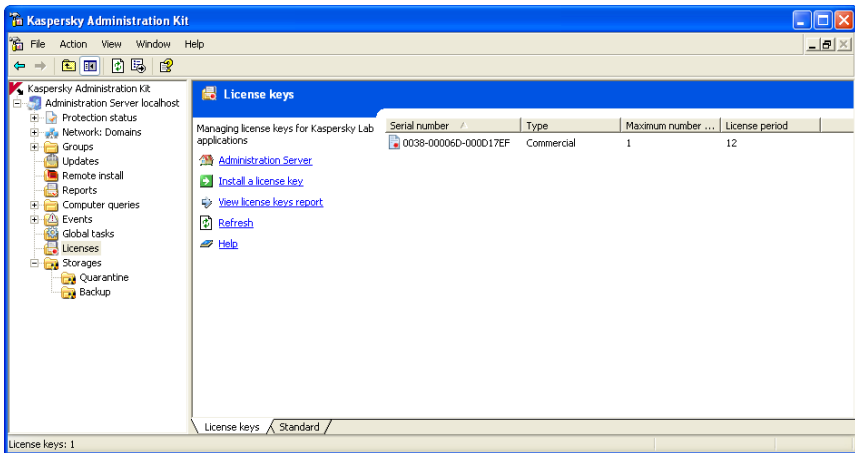 Kaspersky Administration Kit
File Action View Window Help
Kaspersky Administration Kit
Administration Server localhost
Protection status
Network: Domains
Groups
Updates
Remote install
Reports
Computer queries
Events
Global tasks
Licenses
Storages
Quarantine
Backup
License keys
Managing license keys for Kaspersky Lab
applications
Administration Server
Install a license key
View license keys report
Refresh
Help
Serial number Type Maximum number ... License period
0038-00006D-000D17EF Commercial 1 12
License keys Standard
License keys: 1